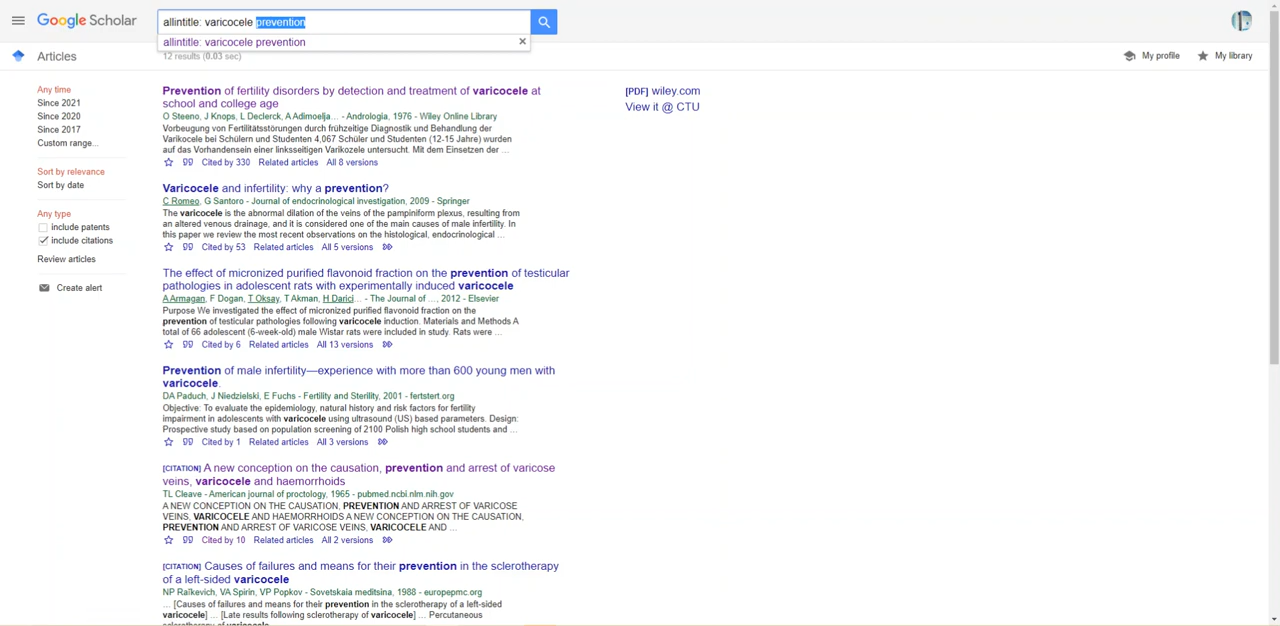 Google Scholar
allintitle: varicocele prevention
allintitle: varicocele prevention
Articles
12 results (0.03 sec)
My profile
My library
Any time
Since 2021
Since 2020
Since 2017
Custom range...
Sort by relevance
Sort by date
Any type
include patents
include citations
Review articles
Create alert
Prevention of fertility disorders by detection and treatment of varicocele at
school and college age
O Steeno, J Knops, L Declerck, A Adimoelja... - Andrologia, 1976 - Wiley Online Library
Vorbeugung von Fertilitätsstörungen durch frühzeitige Diagnostik und Behandlung der
Varikocele bei Schülern und Studenten 4,067 Schüler und Studenten (12-15 Jahre) wurden
auf das Vorhandensein einer linksseitigen Varikozele untersucht. Mit dem Einsetzen der ...
Cited by 330 Related articles All 8 versions
[PDF] wiley.com
View it @ CTU
Varicocele and infertility: why a prevention?
C Romeo, G Santoro - Journal of endocrinological investigation, 2009 - Springer
The varicocele is the abnormal dilation of the veins of the pampiniform plexus, resulting from
an altered venous drainage, and it is considered one of the main causes of male infertility. In
this paper we review the most recent observations on the histological, endocrinological ...
Cited by 53 Related articles All 5 versions
The effect of micronized purified flavonoid fraction on the prevention of testicular
pathologies in adolescent rats with experimentally induced varicocele
A Armagan, F Dogan, T Oksay, T Akman, H Darici... - The Journal of ..., 2012 - Elsevier
Purpose We investigated the effect of micronized purified flavonoid fraction on the
prevention of testicular pathologies following varicocele induction. Materials and Methods A
total of 66 adolescent (6-week-old) male Wistar rats were included in study. Rats were ...
Cited by 6 Related articles All 13 versions
Prevention of male infertility—experience with more than 600 young men with
varicocele.
DA Paduch, J Niedzielski, E Fuchs - Fertility and Sterility, 2001 - fertstert.org
Objective: To evaluate the epidemiology, natural history and risk factors for fertility
impairment in adolescents with varicocele using ultrasound (US) based parameters. Design:
Prospective study based on population screening of 2100 Polish high school students and ...
Cited by 1 Related articles All 3 versions
[CITATION] A new conception on the causation, prevention and arrest of varicose
veins, varicocele and haemorrhoids
TL Cleave - American journal of proctology, 1965 - pubmed.ncbi.nlm.nih.gov
A NEW CONCEPTION ON THE CAUSATION, PREVENTION AND ARREST OF VARICOSE
VEINS, VARICOCELE AND HAEMORRHOIDS A NEW CONCEPTION ON THE CAUSATION,
PREVENTION AND ARREST OF VARICOSE VEINS, VARICOCELE AND ...
Cited by 10 Related articles All 2 versions
[CITATION] Causes of failures and means for their prevention in the sclerotherapy
of a left-sided varicocele
NP Raĭkevich, VA Spirin, VP Popkov - Sovetskaia meditsina, 1988 - europepmc.org
... [Causes of failures and means for their prevention in the sclerotherapy of a left-sided
varicocele] ... [Late results following sclerotherapy of varicocele] ... Percutaneous
sclerotherapy of varicocele